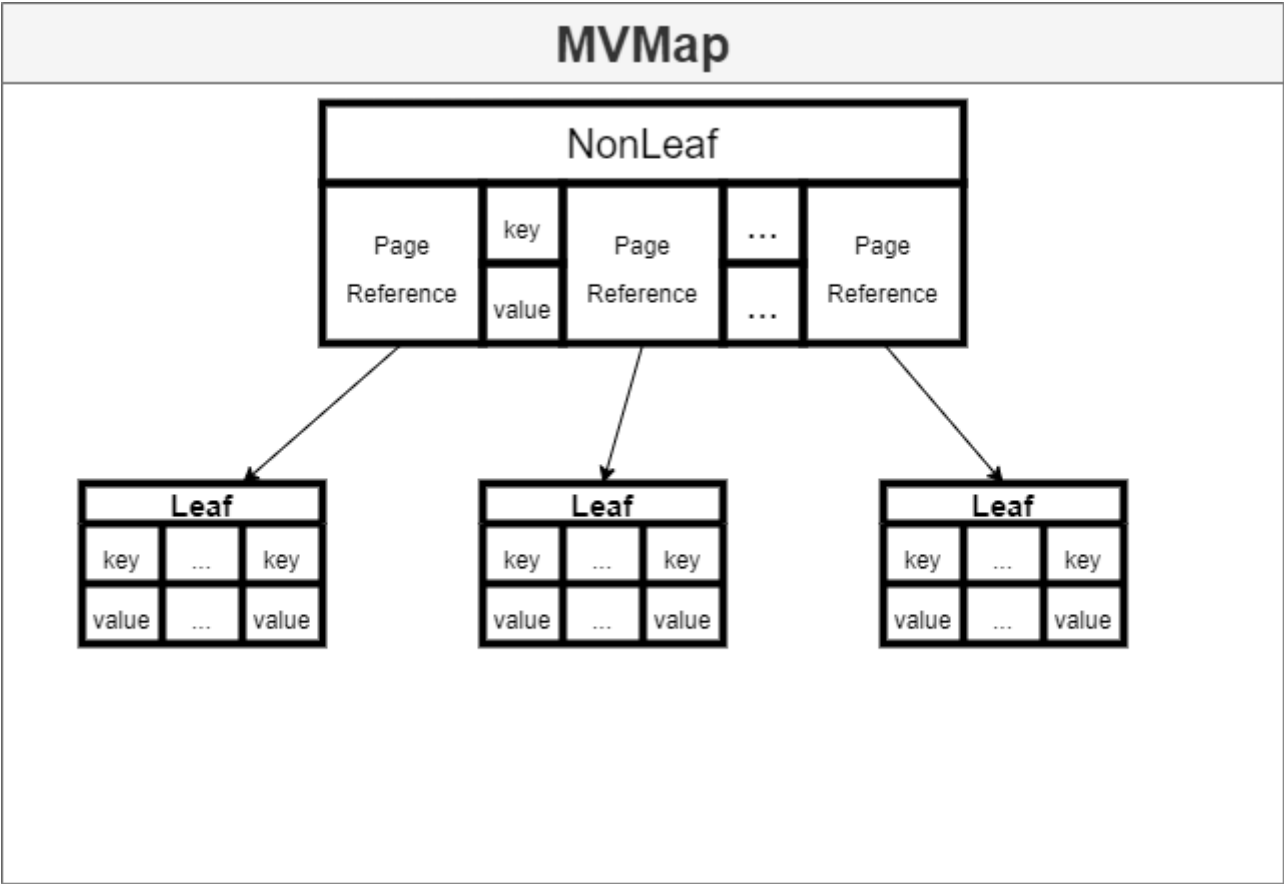 MVMap
NonLeaf
Page
Reference
key
value
Page
Reference
...
...
Page
Reference
Leaf
key ... key
value ... value
Leaf
key ... key
value ... value
Leaf
key ... key
value ... value